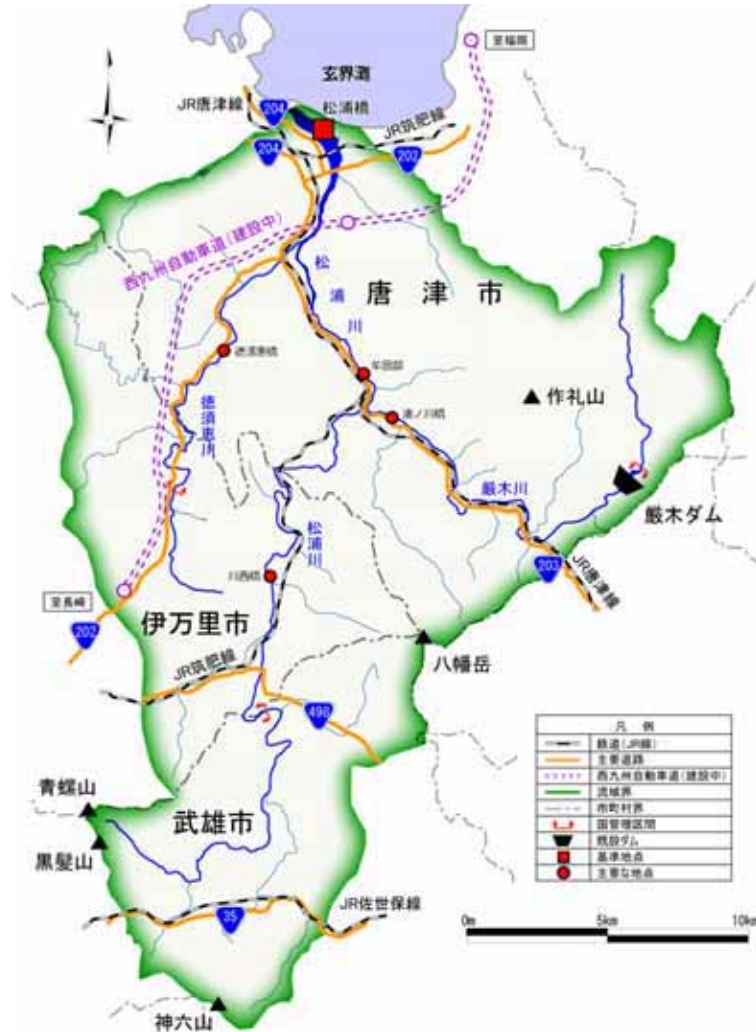 至福岡
玄界灘
JR唐津線
204
松浦橋
JR筑肥線
204
202
西九州自動車道(建設中)
松浦川
唐津市
徳須恵橋
牟田部
作礼山
浦ノ川橋
徳須恵川
厳木川
厳木ダム
松浦川
川西橋
JR唐津線
203
至長崎
伊万里市
202
八幡岳
JR筑肥線
498
凡例
鉄道(JR線)
主要道路
西九州自動車道(建設中)
流域界
市町村界
国管理区間
既設ダム
基準地点
主要な地点
青螺山
武雄市
黒髪山
JR佐世保線
35
0m
5km
10km
神六山